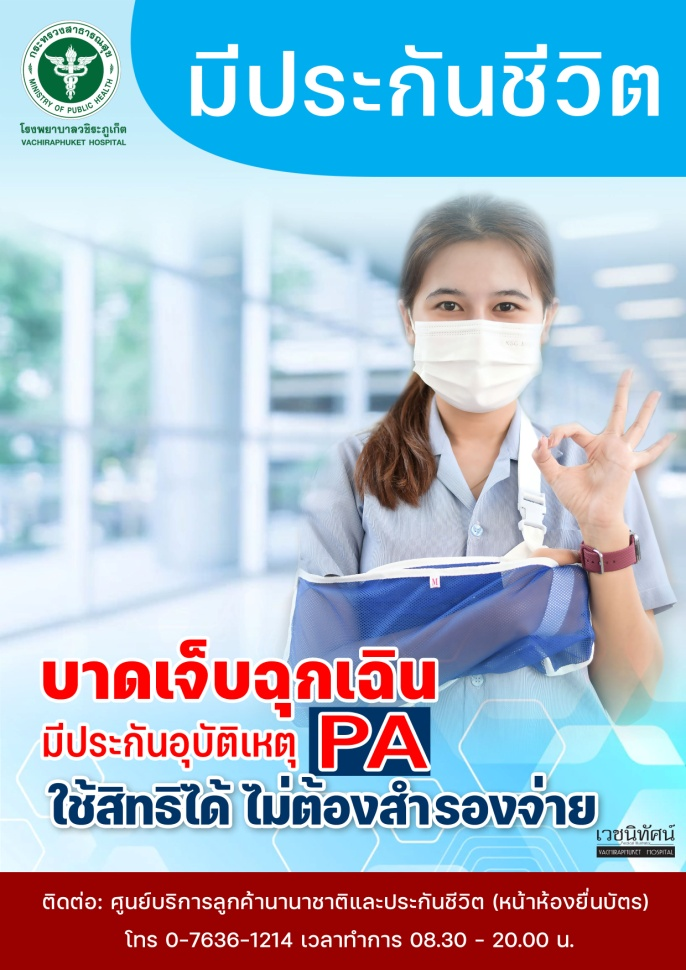 กระทรวงสาธารณสุข
MINISTRY OF PUBLIC HEALTH
โรงพยาบาลวชิระภูเก็ต
VACHIRAPHUKET HOSPITAL
มีประกันชีวิต
M
บาดเจ็บฉุกเฉิน
มีประกันอุบัติเหตุ PA
ใช้สิทธิได้ ไม่ต้องสำรองจ่าย
เวชนิทัศน์
VACHIRAPHUKET HOSPITAL
ติดต่อ: ศูนย์บริการลูกค้านานาชาติและประกันชีวิต (หน้าห้องยื่นบัตร)
โทร 0-7636-1214 เวลาทำการ 08.30 - 20.00 น.